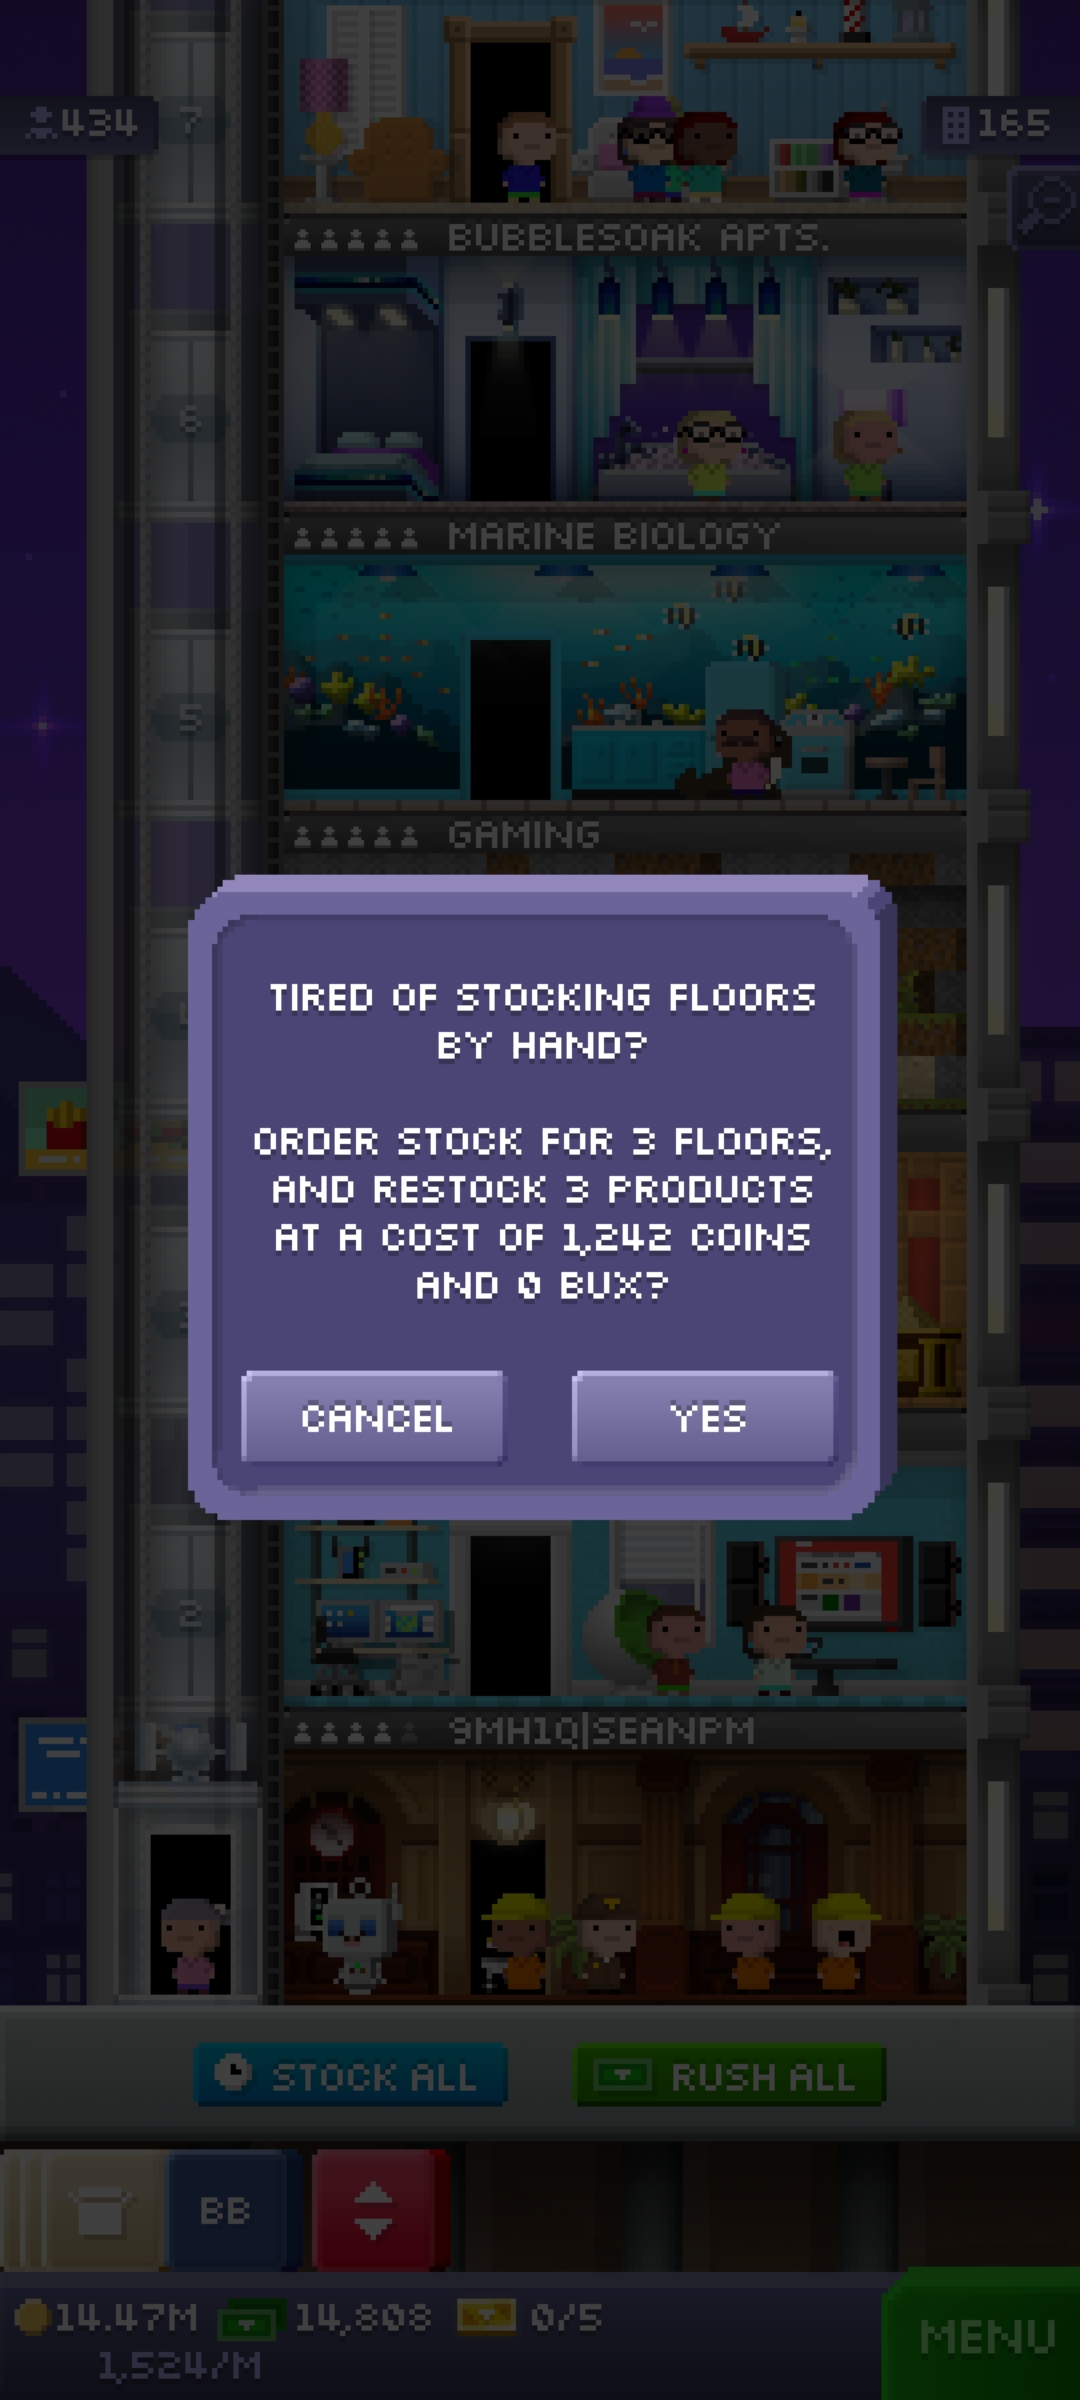 434
7
165
BUBBLESOAK APTS.
6
MARINE BIOLOGY
5
GAMING
TIRED OF STOCKING FLOORS
BY HAND?
ORDER STOCK FOR 3 FLOORS,
AND RESTOCK 3 PRODUCTS
AT A COST OF 1,242 COINS
AND 0 BUX?
CANCEL
YES
2
9MH1Q|SEANPM
STOCK ALL
RUSH ALL
BB
14.47M
14,808
0/5
1,524/M
MENU